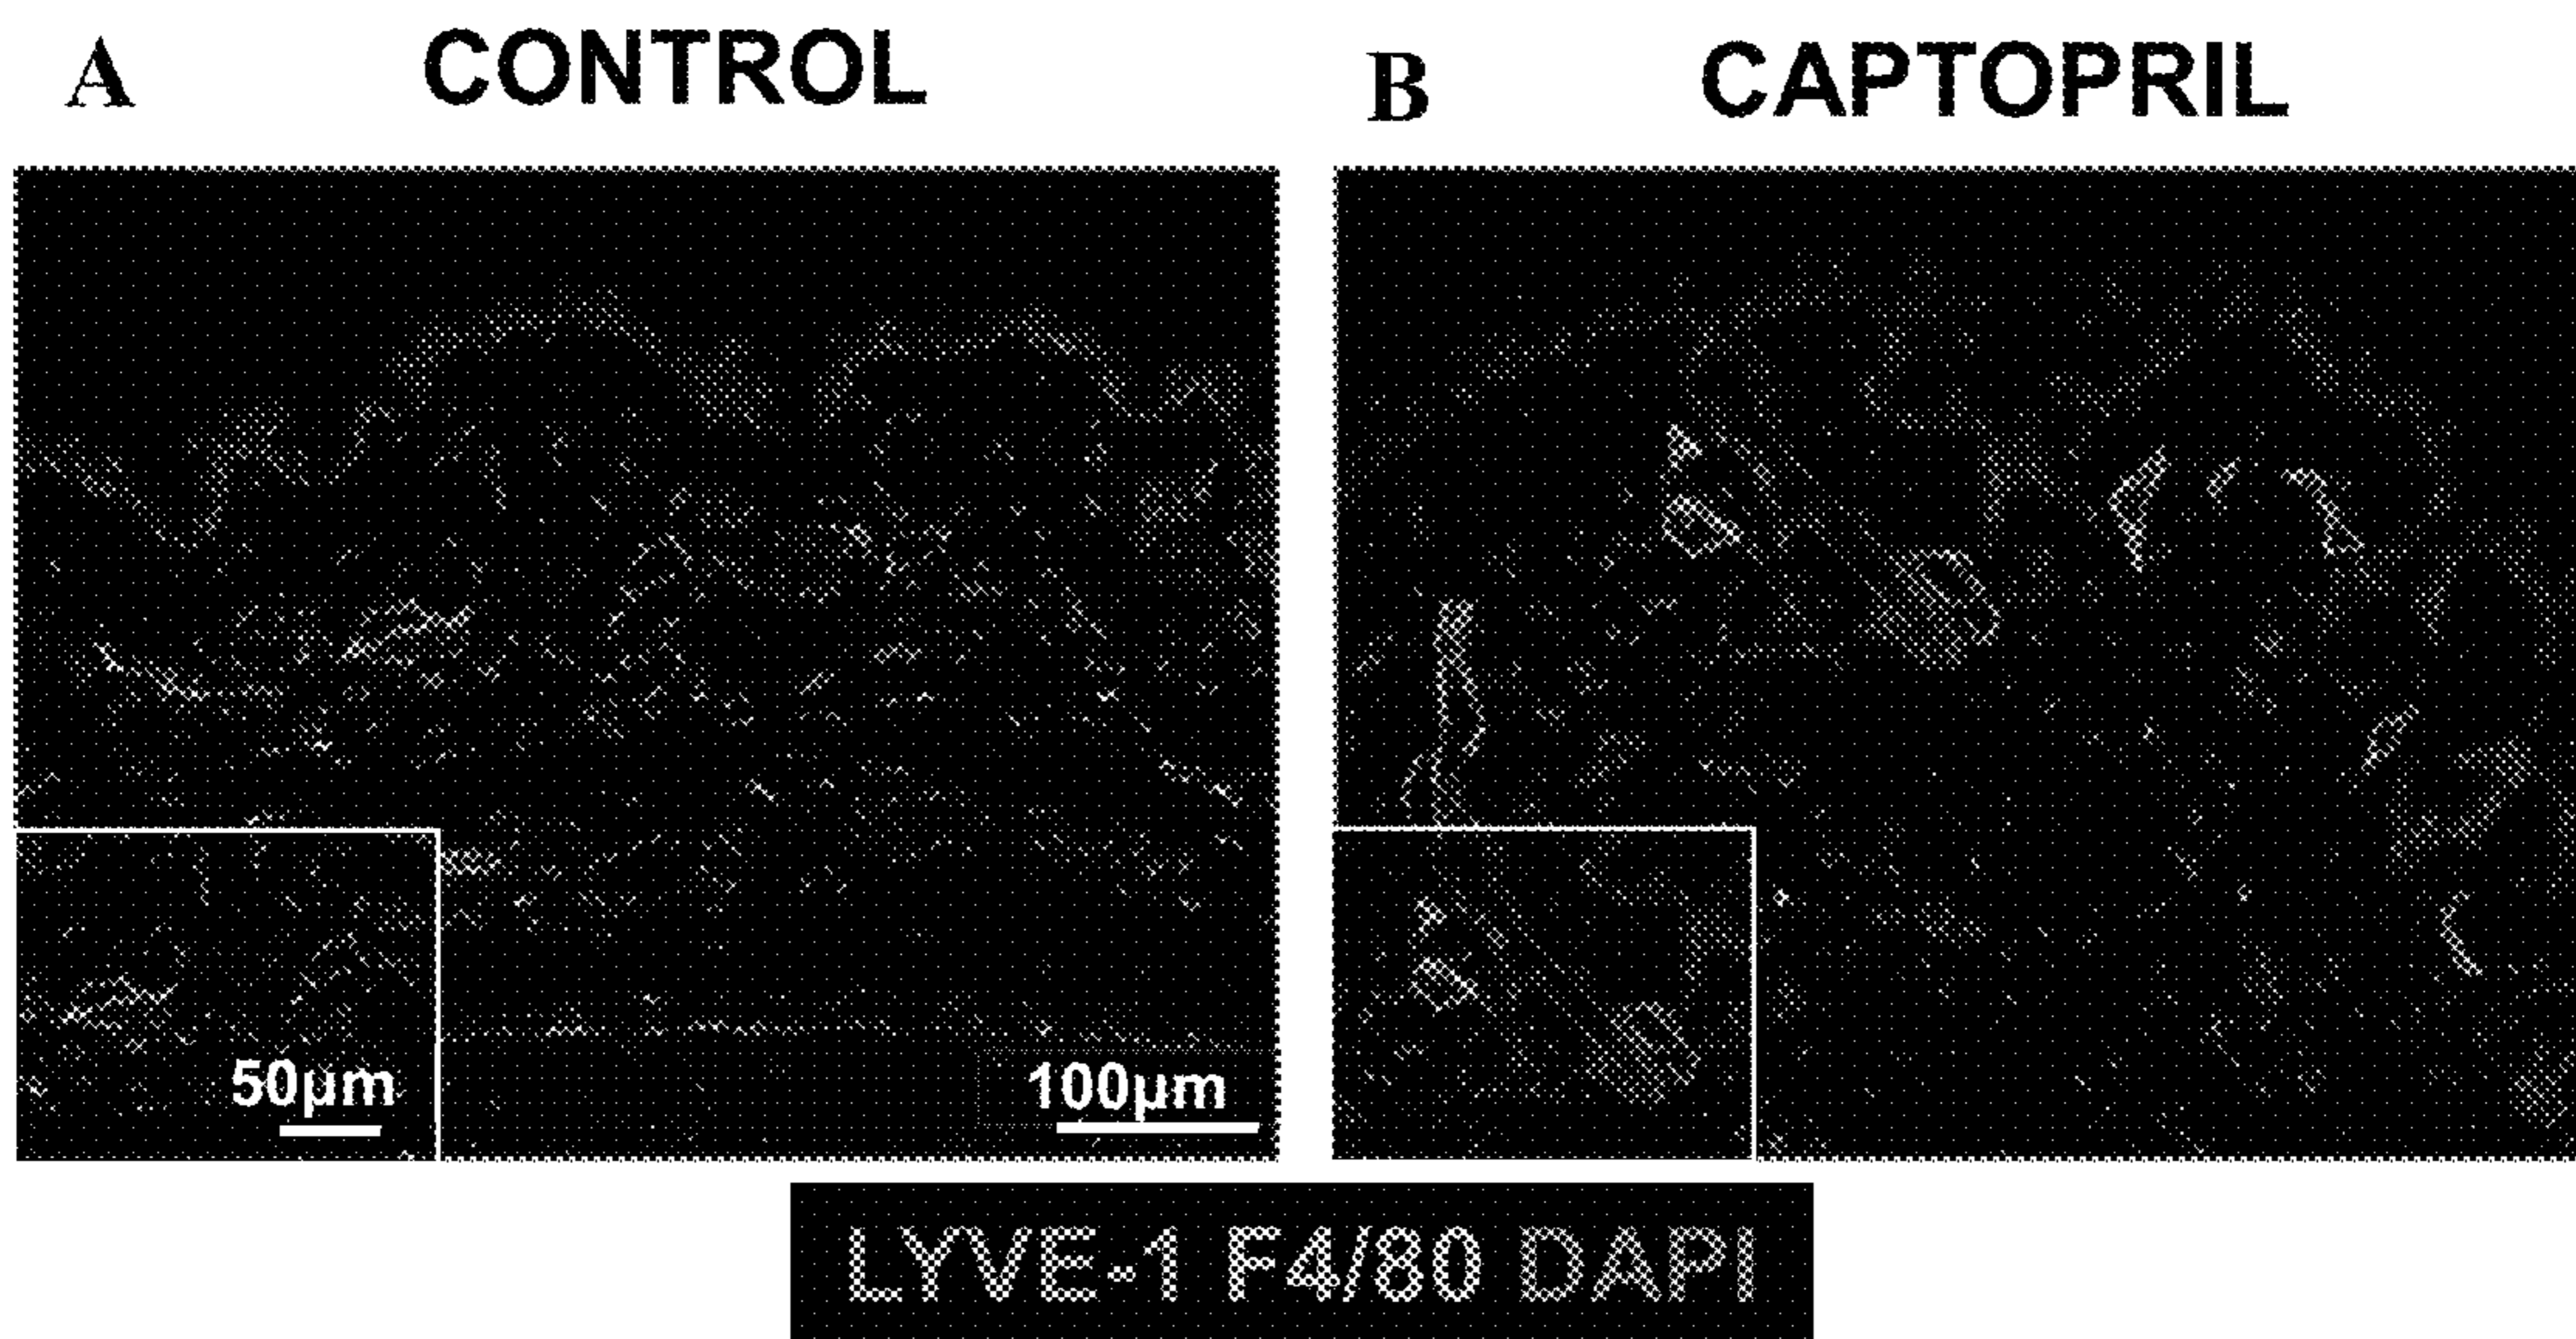 A CONTROL
B CAPTOPRIL
50µm
100µm
LYVE-1 F4/80 DAPI